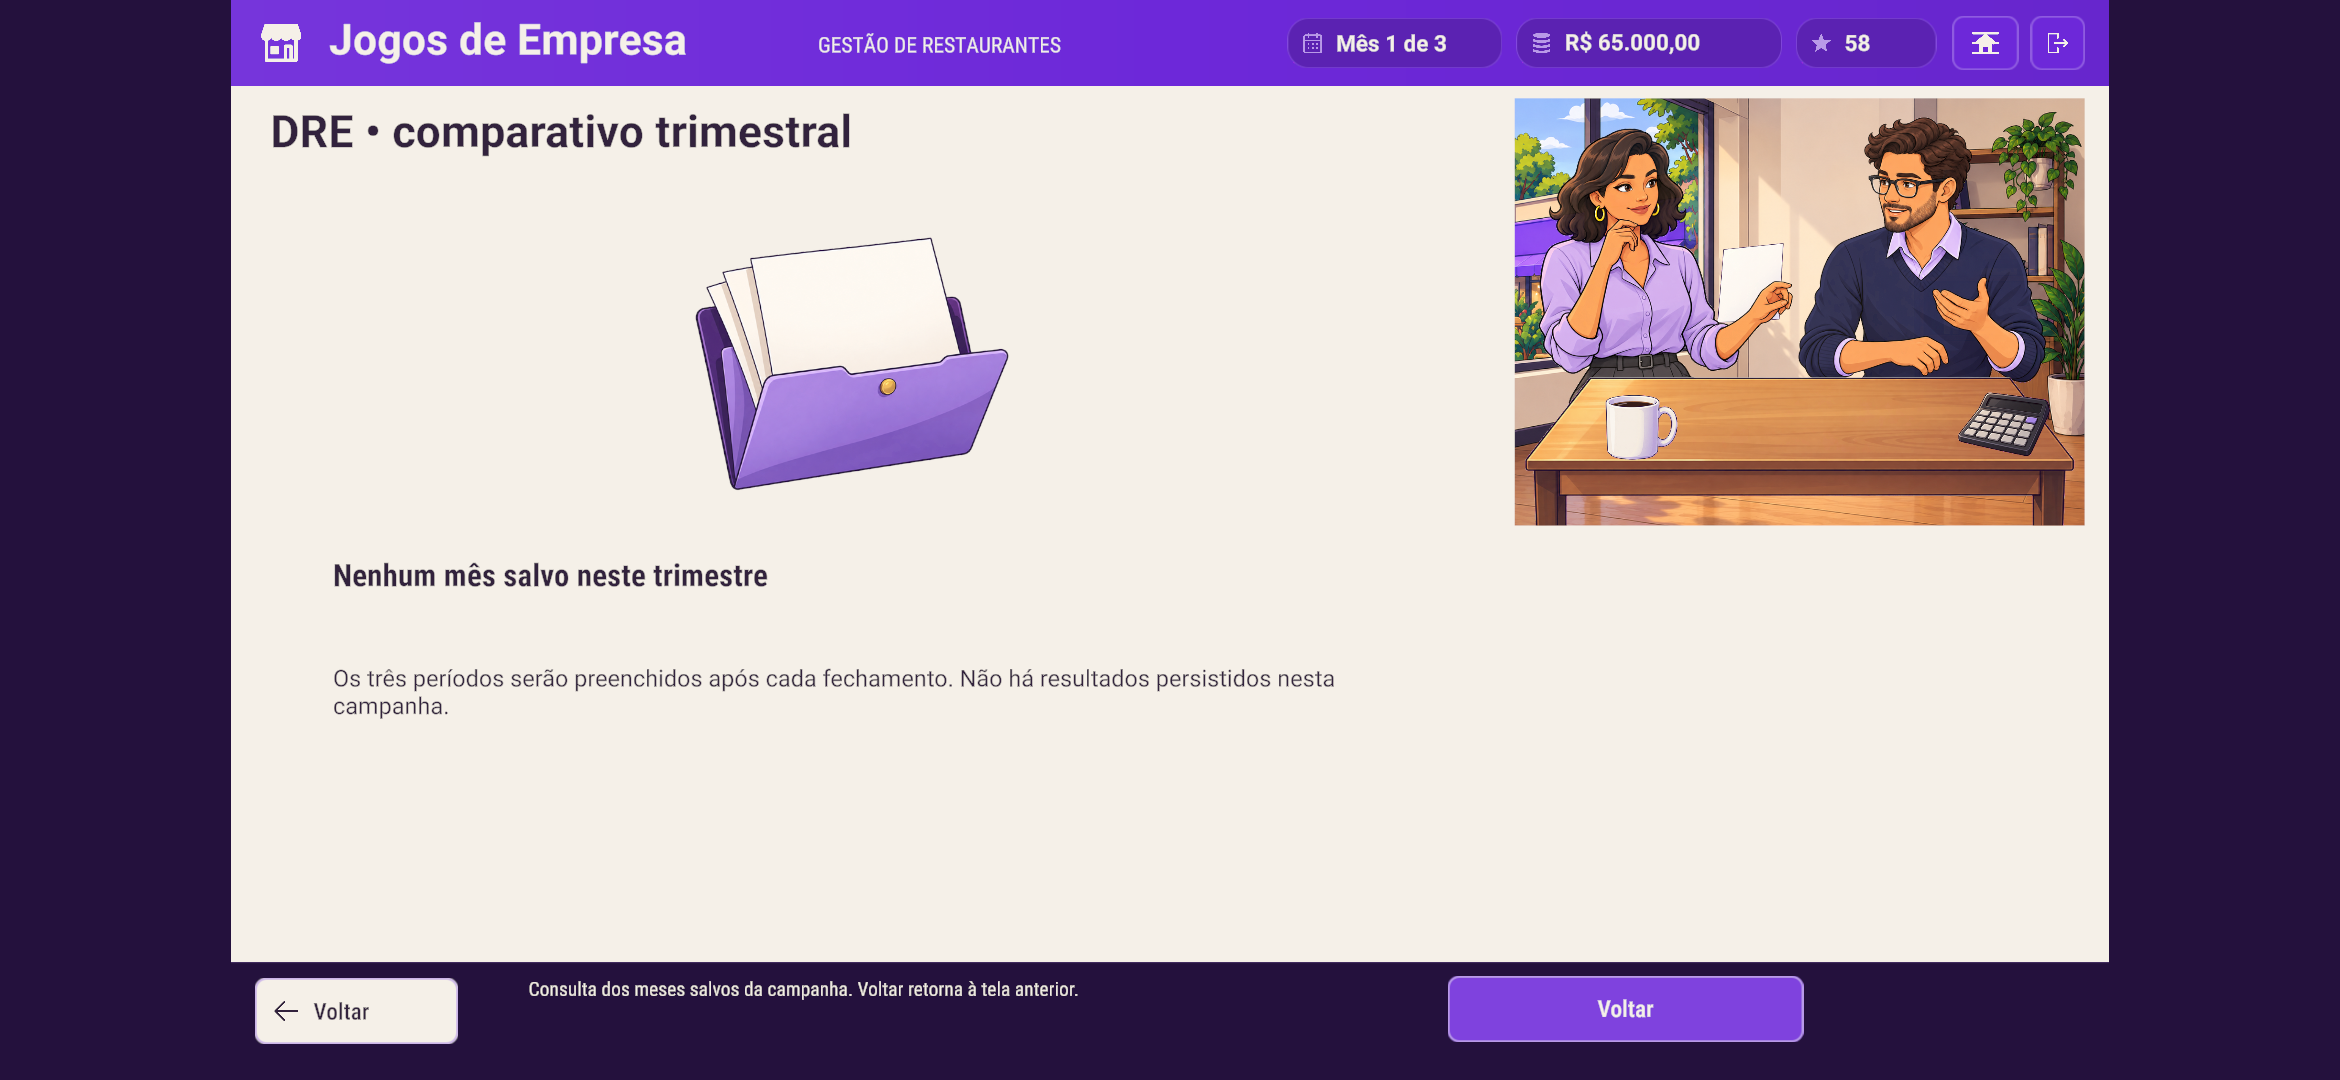 Jogos de Empresa
GESTÃO DE RESTAURANTES
Mês 1 de 3
R$ 65.000,00
58
DRE • comparativo trimestral
Nenhum mês salvo neste trimestre
Os três períodos serão preenchidos após cada fechamento. Não há resultados persistidos nesta
campanha.
Voltar
Consulta dos meses salvos da campanha. Voltar retorna à tela anterior.
Voltar